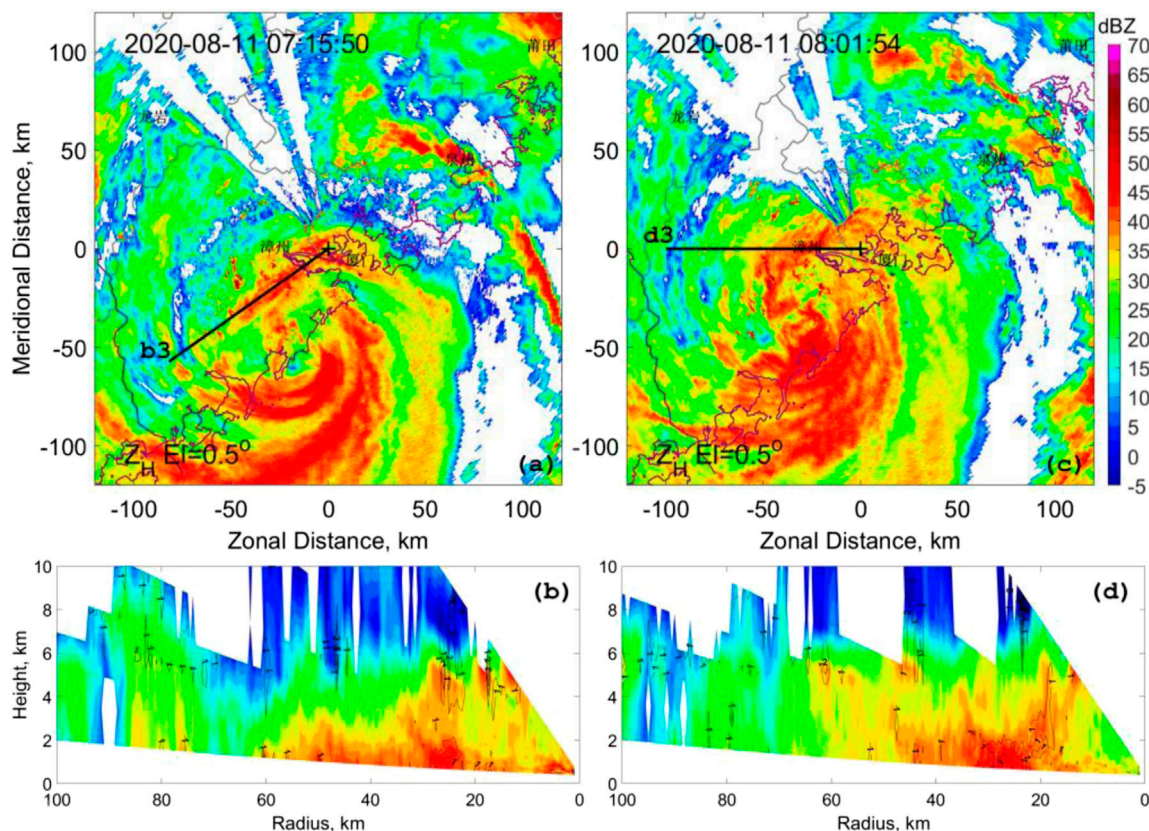 2020-08-11 07:15:50
莆田
龙岩
泉州
漳州
厦门
b3
Z_H El=0.5°
(a)
Meridional Distance, km
100
50
0
-50
-100
-100
-50
0
50
100
Zonal Distance, km
2020-08-11 08:01:54
莆田
龙岩
泉州
d3
漳州
厦门
Z_H El=0.5°
(c)
100
50
0
-50
-100
-100
-50
0
50
100
Zonal Distance, km
dBZ
70
65
60
55
50
45
40
35
30
25
20
15
10
5
0
-5
(b)
Height, km
10
8
6
4
2
0
100
80
60
40
20
0
Radius, km
(d)
10
8
6
4
2
0
100
80
60
40
20
0
Radius, km